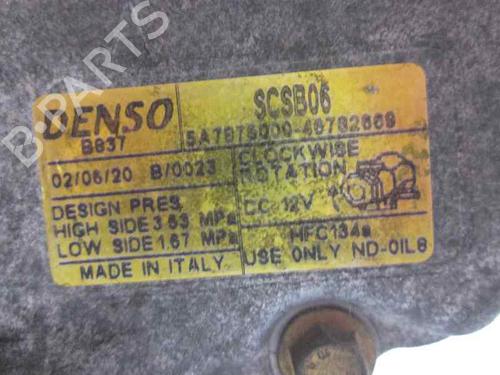 DENSO
SCSB06
B837
5A7875000-46782669
02/06/20 B/0023
CLOCKWISE
ROTATION
DC 12V
DESIGN PRES.
HIGH SIDE 3.53 MPa
LOW SIDE 1.67 MPa
HFC134a
MADE IN ITALY
USE ONLY ND-OIL8
B-PARTS